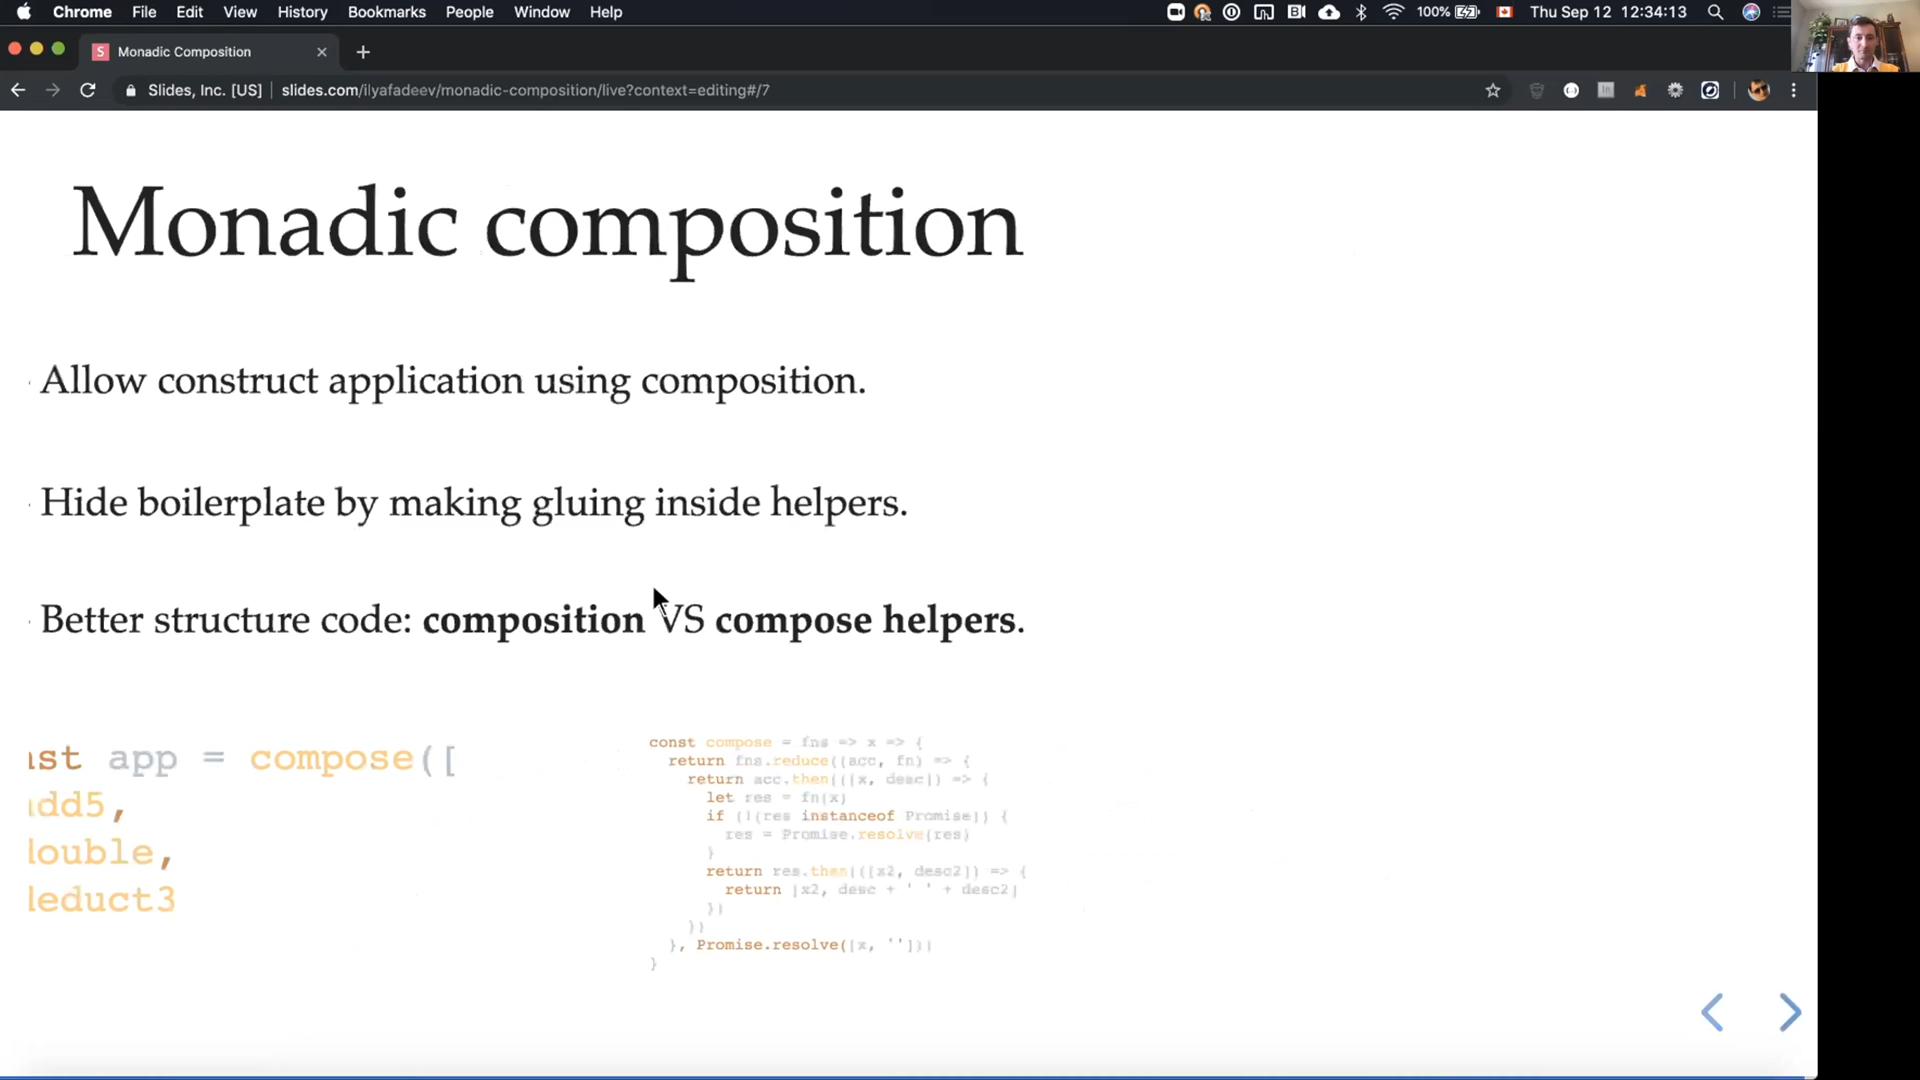 Chrome File Edit View History Bookmarks People Window Help 100% Thu Sep 12 12:34:13
S Monadic Composition
Slides, Inc. [US] slides.com/ilyafadeev/monadic-composition/live?context=editing#/7
Monadic composition
Allow construct application using composition.
Hide boilerplate by making gluing inside helpers.
Better structure code: composition VS compose helpers.
nst app = compose([
add5,
double,
deduct3
const compose = fns => x => {
return fns.reduce((acc, fn) => {
return acc.then(([x, desc]) => {
let res = fn(x)
if (!(res instanceof Promise)) {
res = Promise.resolve(res)
}
return res.then(([x2, desc2]) => {
return [x2, desc + ' ' + desc2]
})
})
}, Promise.resolve([x, '']))
}